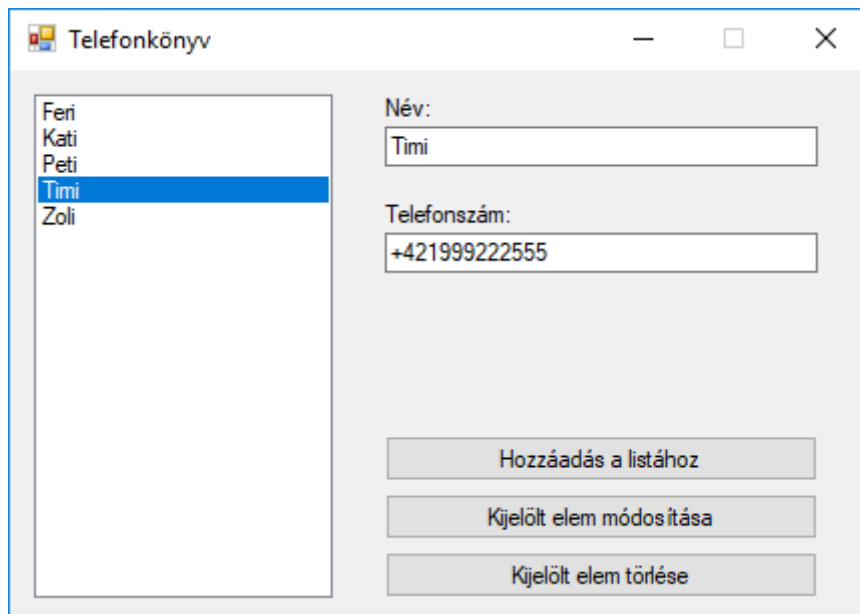 Telefonkönyv
Feri
Kati
Peti
Timi
Zoli
Név:
Timi
Telefonszám:
+421999222555
Hozzáadás a listához
Kijelölt elem módosítása
Kijelölt elem törlése